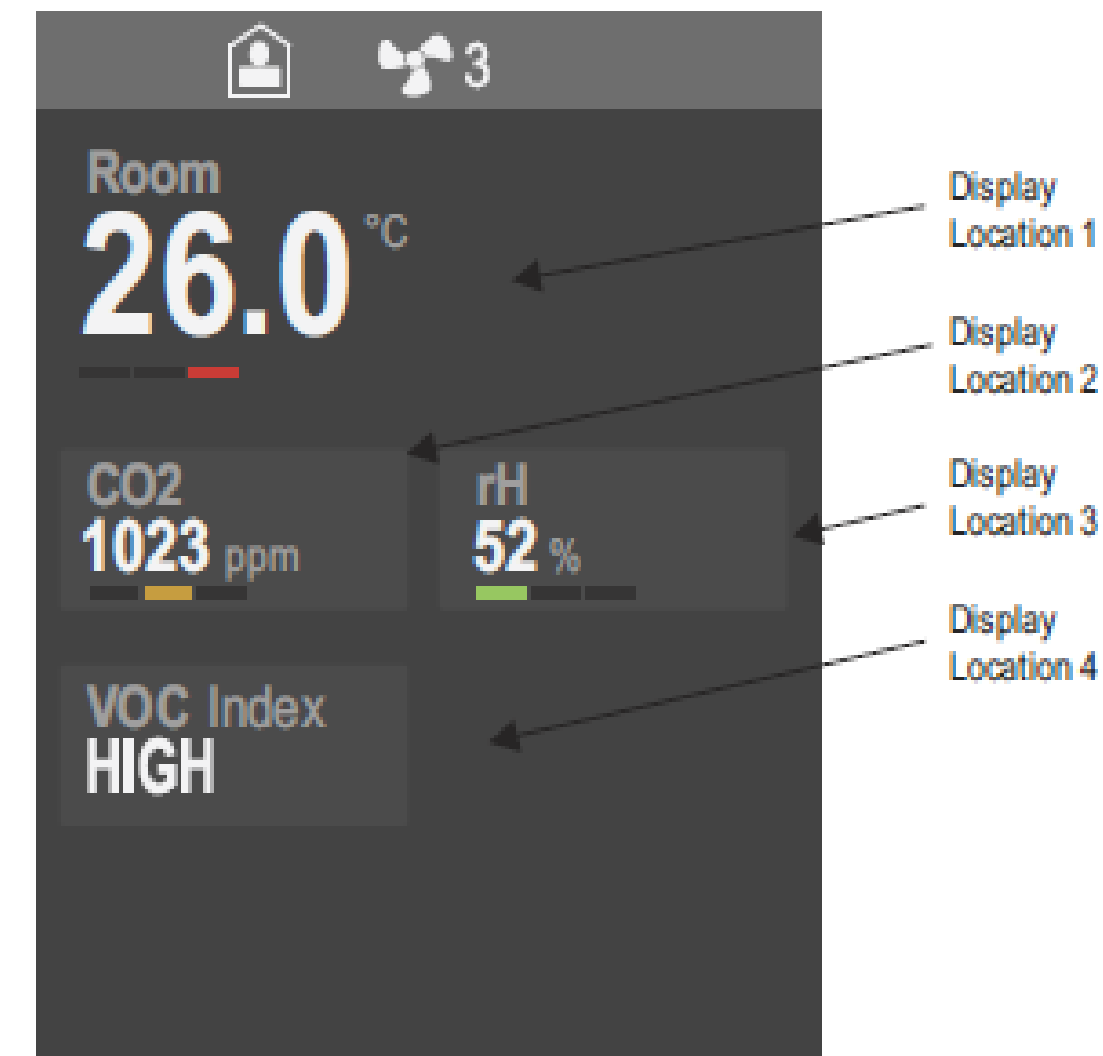 3
Room
26.0 °C
Display
Location 1
Display
Location 2
CO2
1023 ppm
rH
52 %
Display
Location 3
Display
Location 4
VOC Index
HIGH